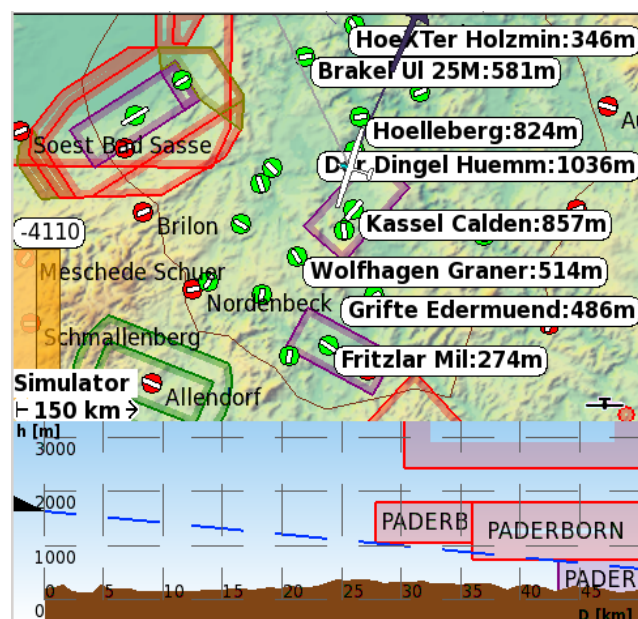 HoeXTer Holzmin:346m
Brakel Ul 25M:581m
Hoelleberg:824m
Soest Bad Sasse
Huemm:1036m
Brilon
Kassel Calden:857m
-4110
Meschede Schuer
Wolfhagen Graner:514m
Nordenbeck
Grifte Edermuend:486m
Schmallenberg
Fritzlar Mil:274m
Simulator
Allendorf
150 km
h [m]
3000
2000
PADERB
PADERBORN
1000
PADER
0 5 10 15 20 25 30 35 40 45
0
D [km]